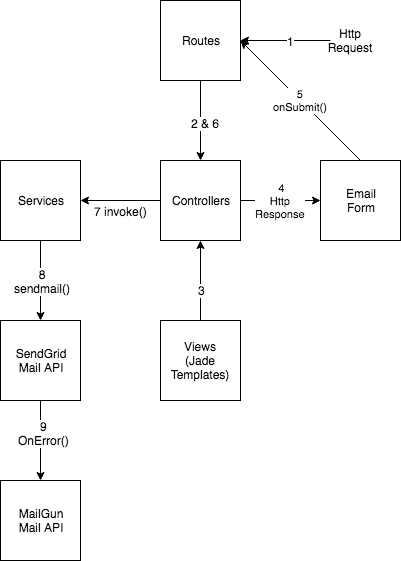 Routes
1
Http
Request
5
onSubmit()
2 & 6
Services
7 invoke()
Controllers
4
Http
Response
Email
Form
8
sendmail()
3
SendGrid
Mail API
Views
(Jade
Templates)
9
OnError()
MailGun
Mail API